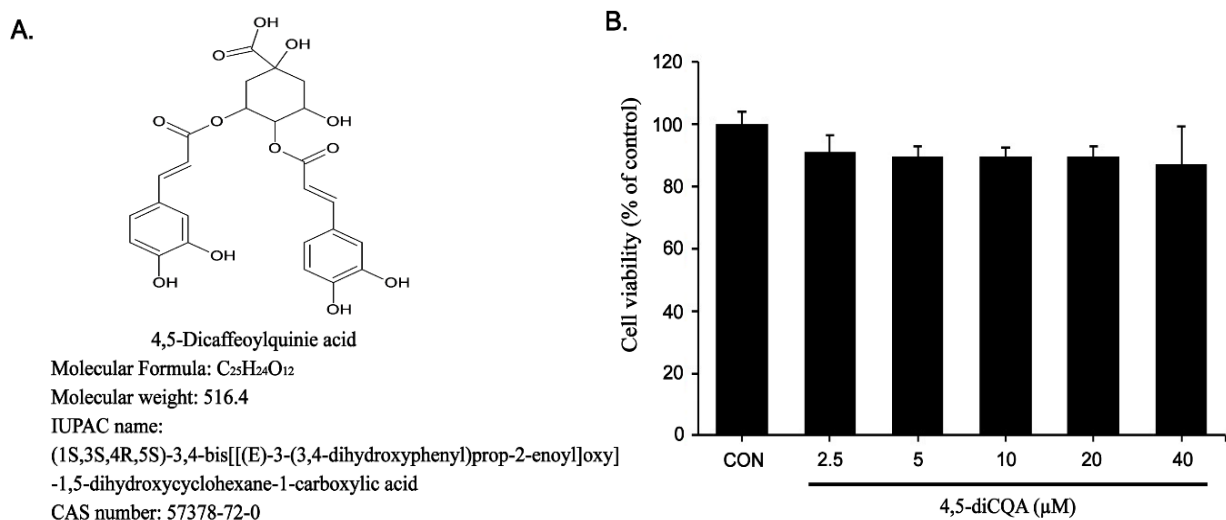 A.
OH
O
OH
O
O
OH
O
O
OH
OH
OH
OH
4,5-Dicaffeoylquinie acid
Molecular Formula: C₂₅H₂₄O₁₂
Molecular weight: 516.4
IUPAC name:
(1S,3S,4R,5S)-3,4-bis[[(E)-3-(3,4-dihydroxyphenyl)prop-2-enoyl]oxy]
-1,5-dihydroxycyclohexane-1-carboxylic acid
CAS number: 57378-72-0
B.
Cell viability (% of control)
120
100
80
60
40
20
0
CON 2.5 5 10 20 40
4,5-diCQA (μM)